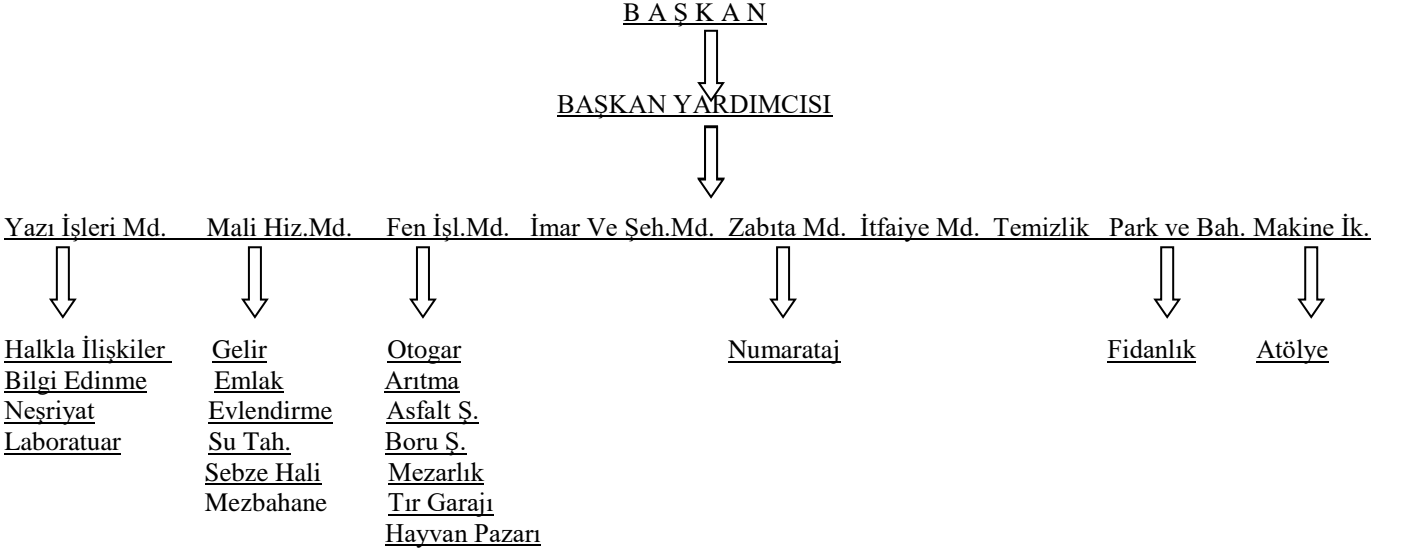 B A Ş K A N
BAŞKAN YARDIMCISI
Yazı İşleri Md. Mali Hiz.Md. Fen İşl.Md. İmar Ve Şeh.Md. Zabıta Md. İtfaiye Md. Temizlik Park ve Bah. Makine İk.
Halkla İlişkiler Gelir Otogar Numarataj Fidanlık Atölye
Bilgi Edinme Emlak Arıtma
Neşriyat Evlendirme Asfalt Ş.
Laboratuar Su Tah. Boru Ş.
Sebze Hali Mezarlık
Mezbahane Tır Garajı
Hayvan Pazarı